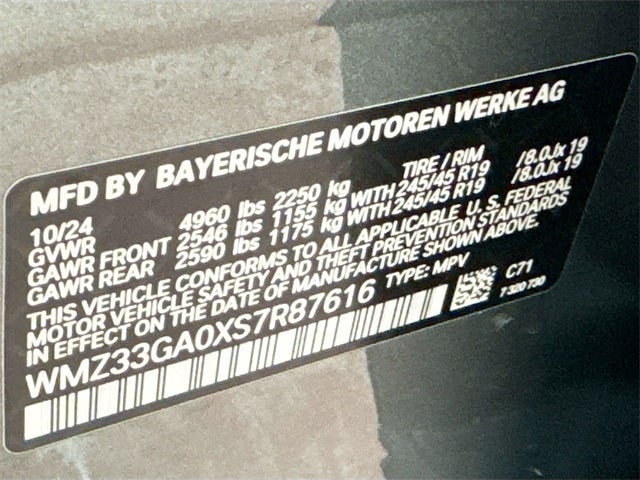 MFD BY BAYERISCHE MOTOREN WERKE AG
10/24 TIRE / RIM
GVWR 4960 lbs 2250 kg
GAWR FRONT 2546 lbs 1155 kg WITH 245/45 R19 /8.0Jx19
GAWR REAR 2590 lbs 1175 kg WITH 245/45 R19 /8.0Jx19
THIS VEHICLE CONFORMS TO ALL APPLICABLE U. S. FEDERAL
MOTOR VEHICLE SAFETY AND THEFT PREVENTION STANDARDS
IN EFFECT ON THE DATE OF MANUFACTURE SHOWN ABOVE.
WMZ33GA0XS7R87616 TYPE: MPV C71
7 320 730